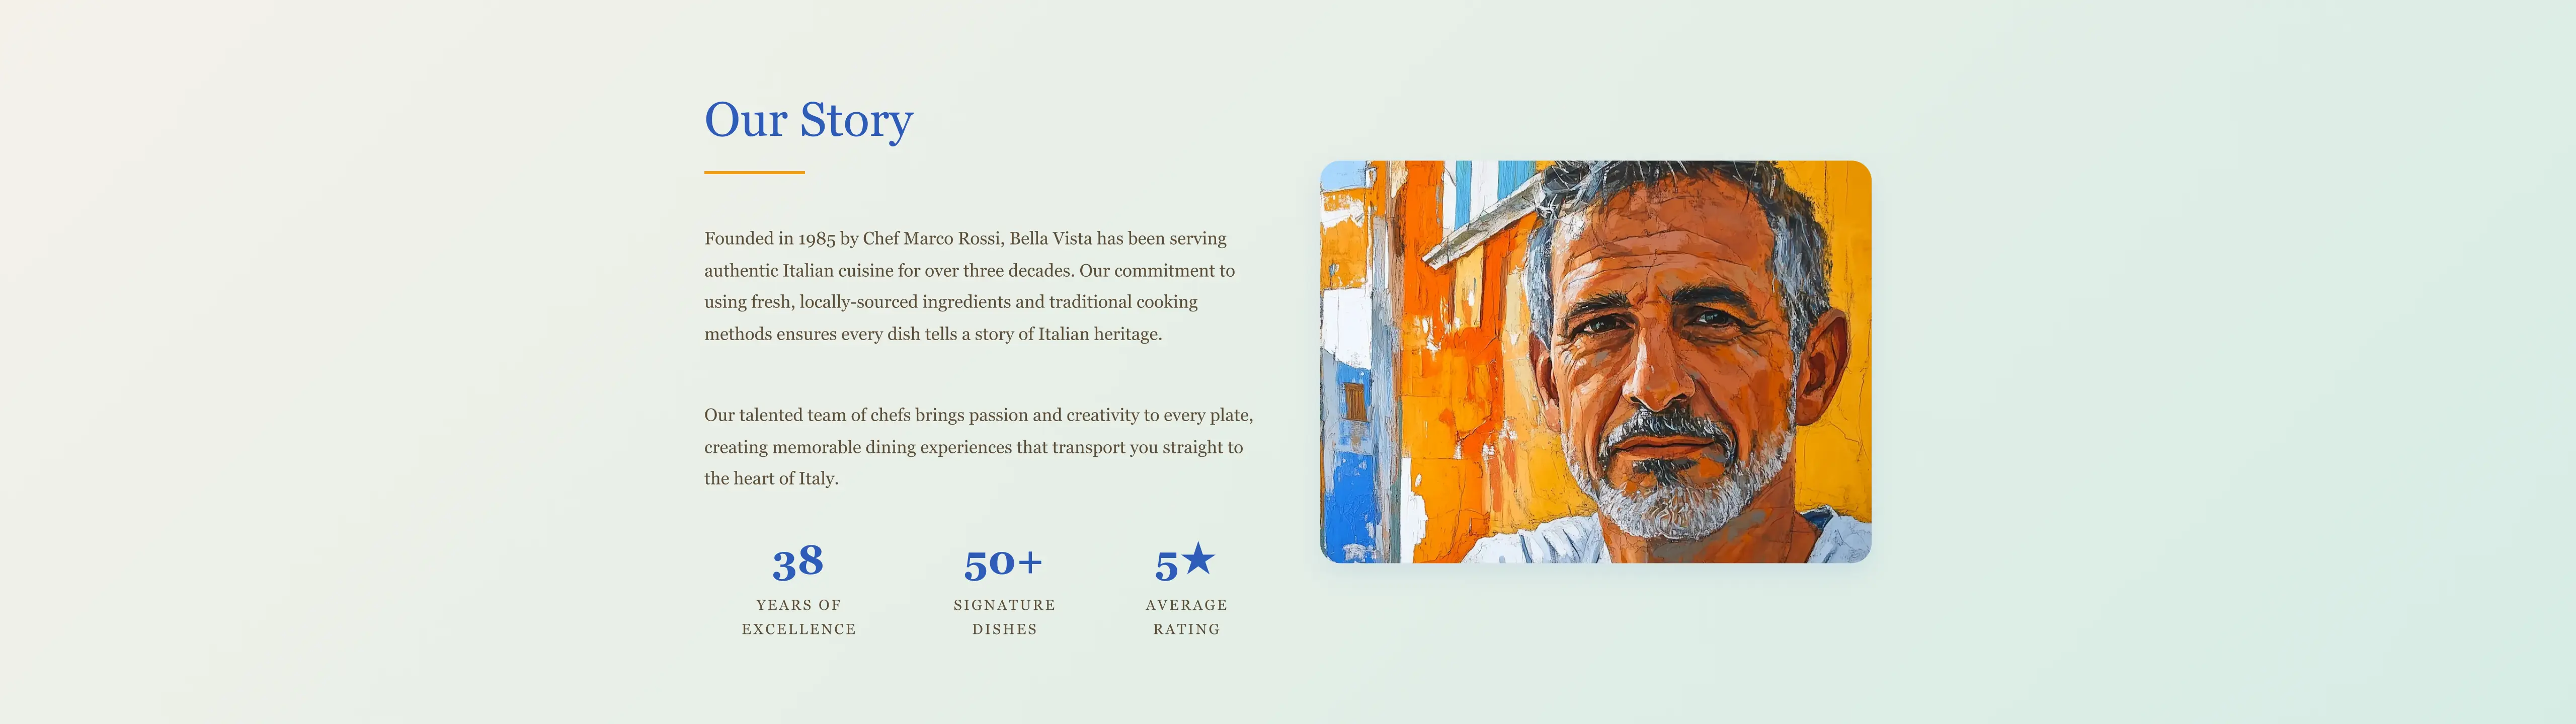 Our Story
Founded in 1985 by Chef Marco Rossi, Bella Vista has been serving
authentic Italian cuisine for over three decades. Our commitment to
using fresh, locally-sourced ingredients and traditional cooking
methods ensures every dish tells a story of Italian heritage.
Our talented team of chefs brings passion and creativity to every plate,
creating memorable dining experiences that transport you straight to
the heart of Italy.
38
YEARS OF
EXCELLENCE
50+
SIGNATURE
DISHES
5★
AVERAGE
RATING